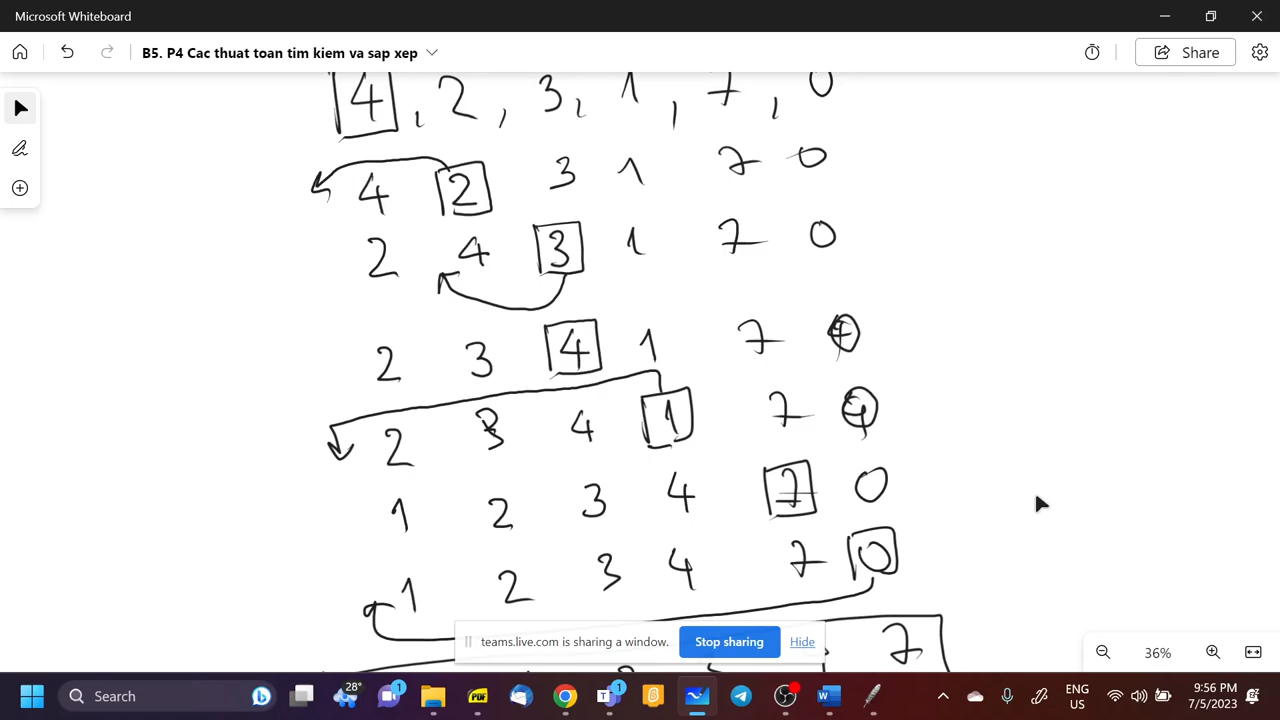 Microsoft Whiteboard
B5. P4 Cac thuat toan tim kiem va sap xep
Share
4, 2, 3, 1, 7, 0
4 2 3 1 7 0
2 4 3 1 7 0
2 3 4 1 7
2 3 4 1 7
1 2 3 4 7 0
1 2 3 4 7 0
7
teams.live.com is sharing a window. Stop sharing Hide
36%
Search
28°
1
PDF
1
ENG
US
9:56 PM
7/5/2023